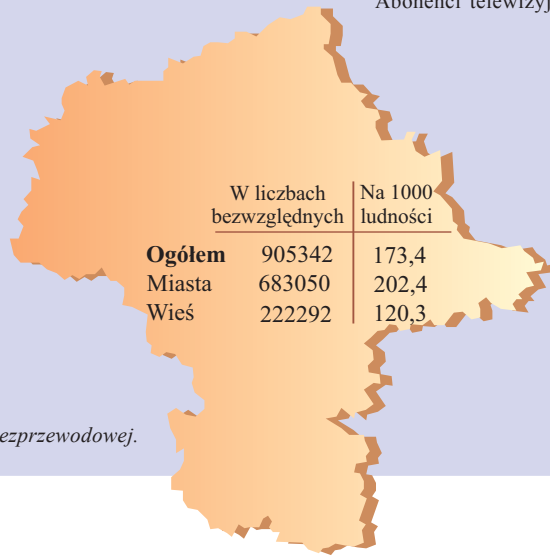 Abonenci telewizyj
W liczbach bezwzględnych | Na 1000 ludności
Ogółem 905342 173,4
Miasta 683050 202,4
Wieś 222292 120,3
ezprzewodowej.